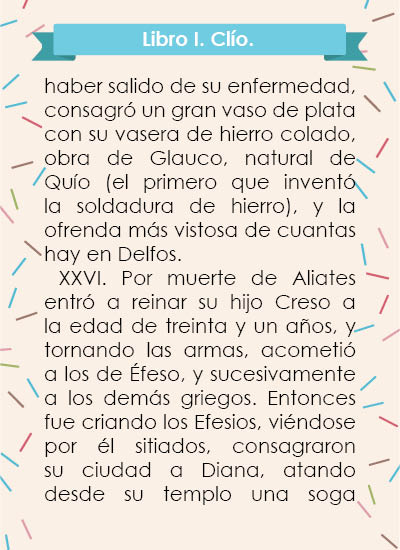 Libro I. Clío.
haber salido de su enfermedad,
consagró un gran vaso de plata
con su vasera de hierro colado,
obra de Glauco, natural de
Quío (el primero que inventó
la soldadura de hierro), y la
ofrenda más vistosa de cuantas
hay en Delfos.
XXVI. Por muerte de Aliates
entró a reinar su hijo Creso a
la edad de treinta y un años, y
tornando las armas, acometió
a los de Éfeso, y sucesivamente
a los demás griegos. Entonces
fue criando los Efesios, viéndose
por él sitiados, consagraron
su ciudad a Diana, atando
desde su templo una soga